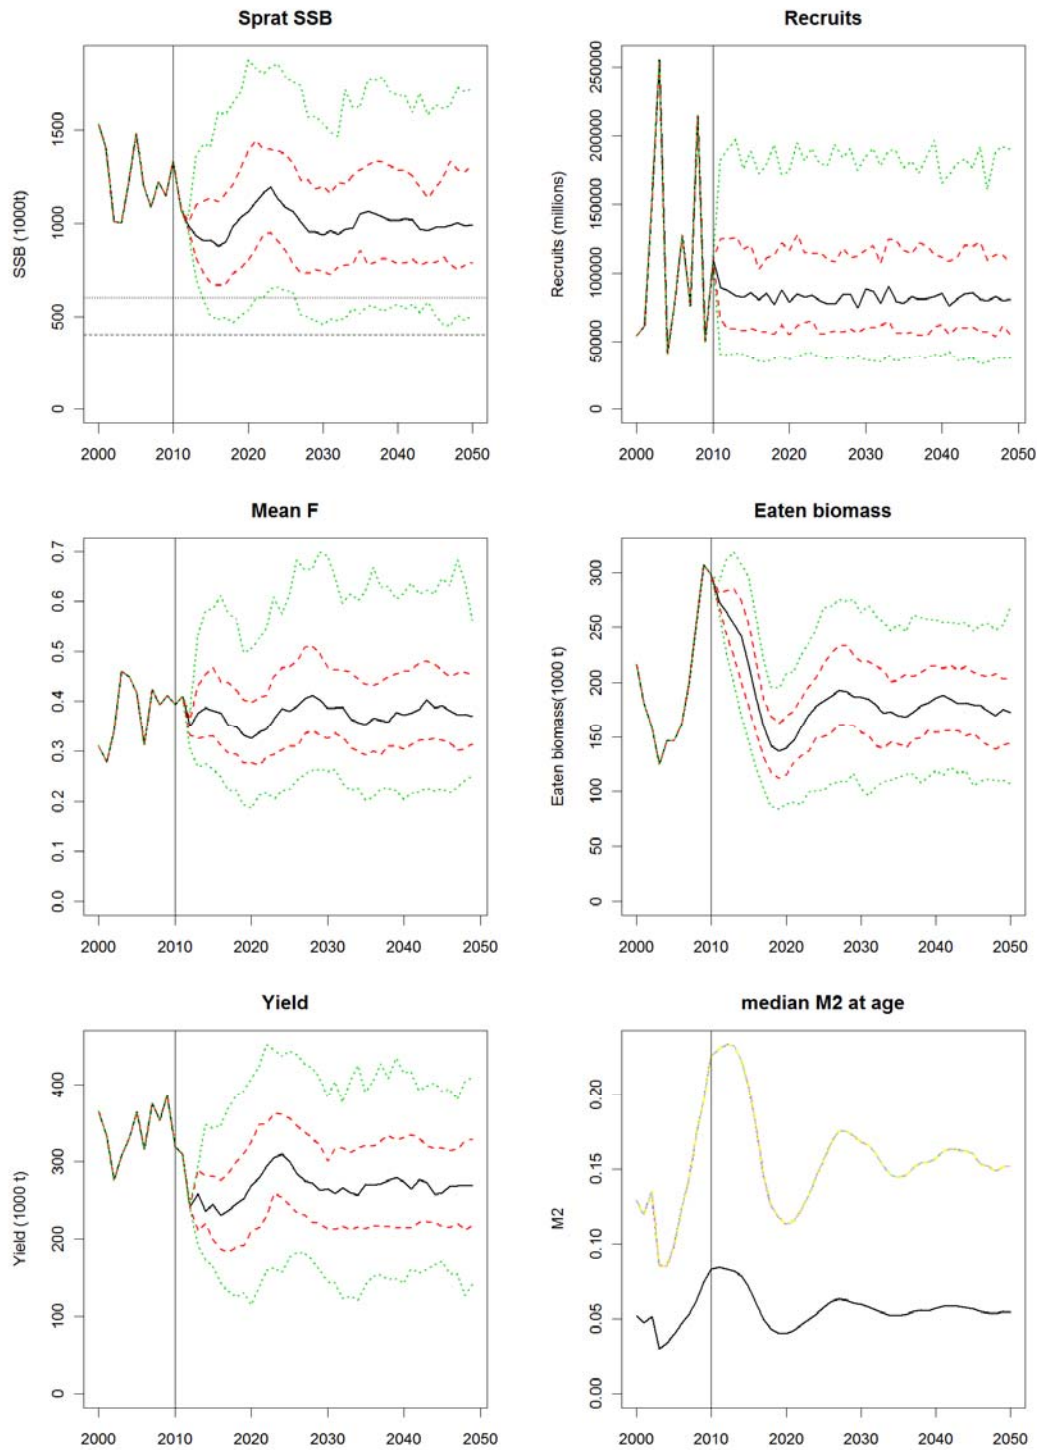 Sprat SSB
SSB (1000t)
1500
1000
500
0
2000 2010 2020 2030 2040 2050
Recruits
Recruits (millions)
250000
200000
150000
100000
50000
0
2000 2010 2020 2030 2040 2050
Mean F
0.7
0.6
0.5
0.4
0.3
0.2
0.1
0.0
2000 2010 2020 2030 2040 2050
Eaten biomass
Eaten biomass(1000 t)
300
250
200
150
100
50
0
2000 2010 2020 2030 2040 2050
Yield
Yield (1000 t)
400
300
200
100
0
2000 2010 2020 2030 2040 2050
median M2 at age
M2
0.20
0.15
0.10
0.05
0.00
2000 2010 2020 2030 2040 2050